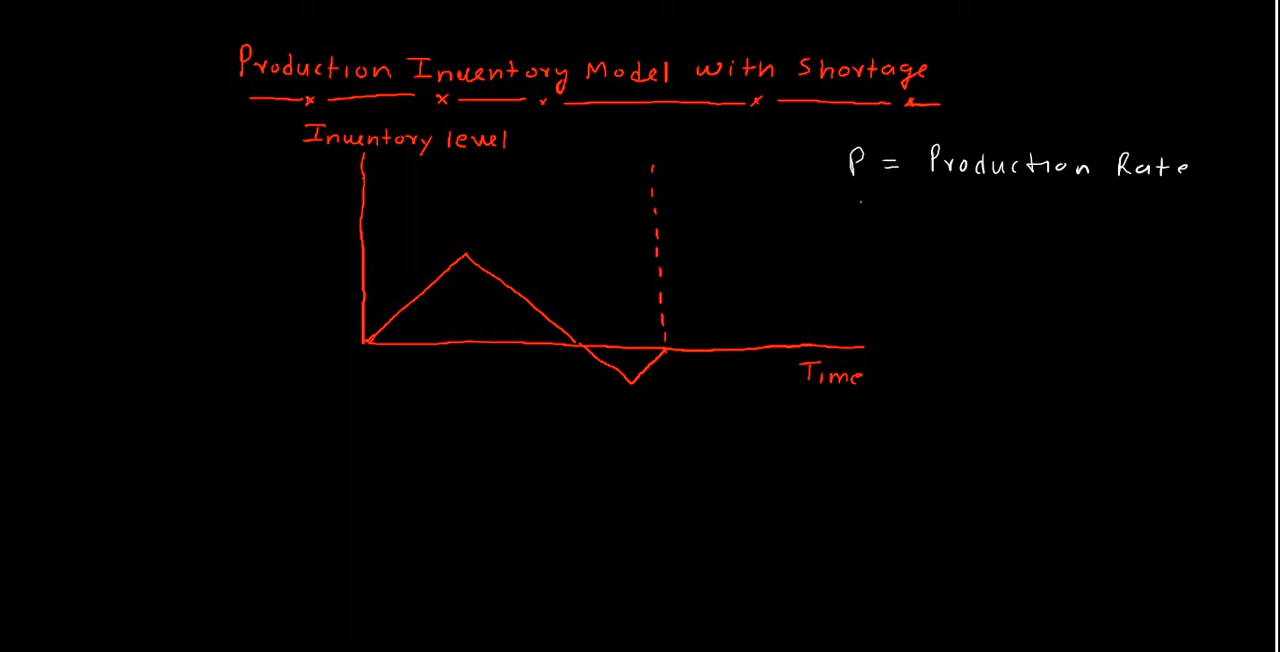 Production Inventory Model with Shortage
Inventory level
P = Production Rate
Time